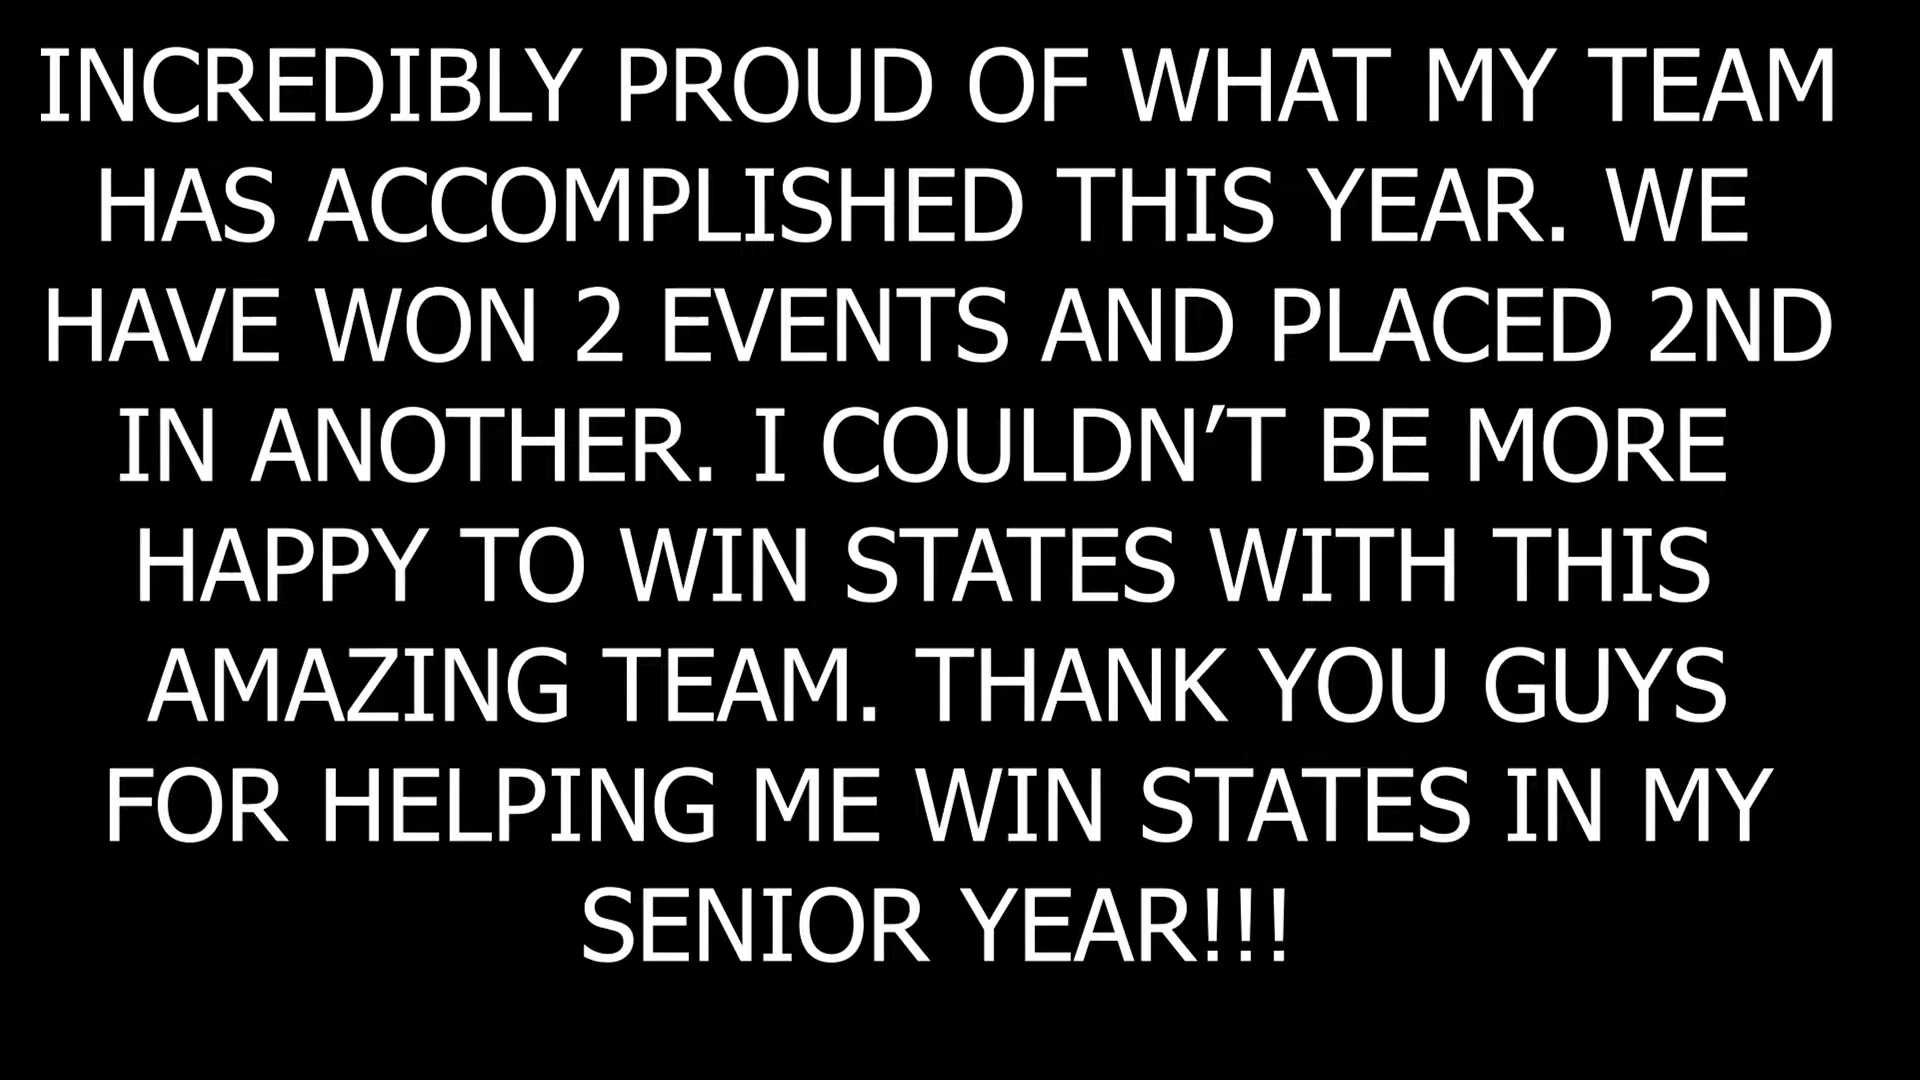 INCREDIBLY PROUD OF WHAT MY TEAM
HAS ACCOMPLISHED THIS YEAR. WE
HAVE WON 2 EVENTS AND PLACED 2ND
IN ANOTHER. I COULDN’T BE MORE
HAPPY TO WIN STATES WITH THIS
AMAZING TEAM. THANK YOU GUYS
FOR HELPING ME WIN STATES IN MY
SENIOR YEAR!!!